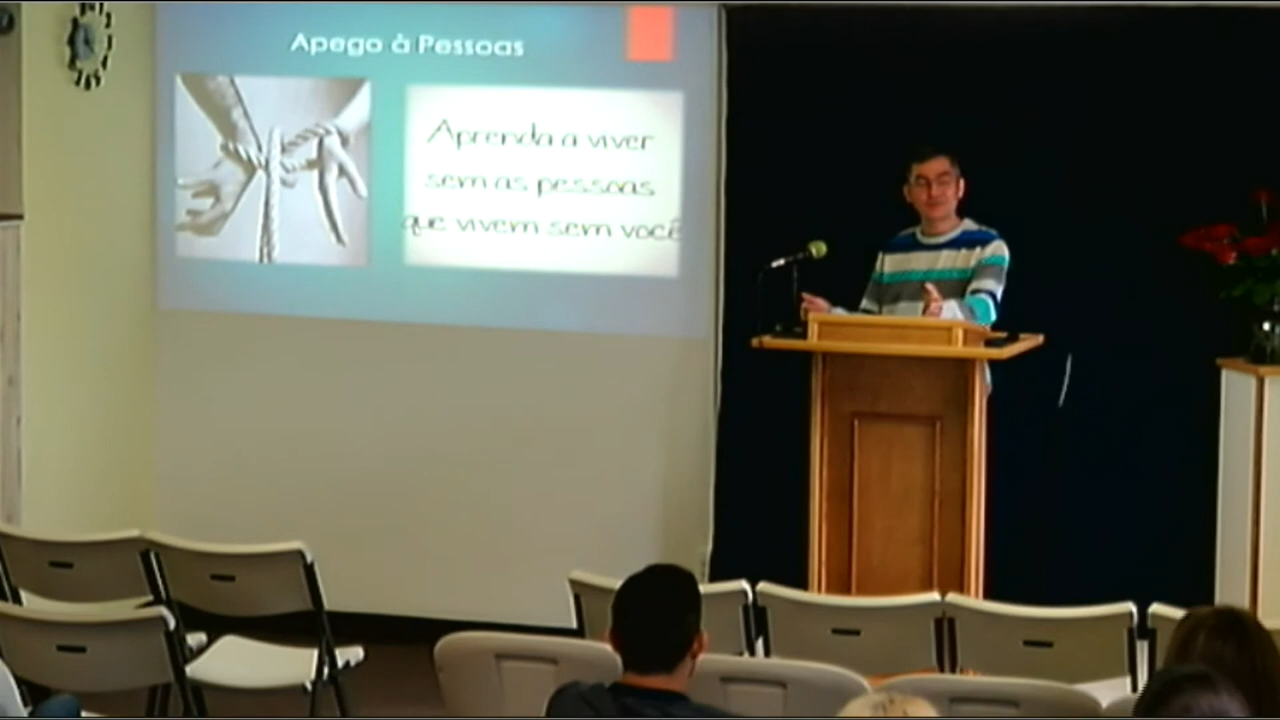 Apego à Pessoas
Aprenda a viver
sem as pessoas
que vivem sem você